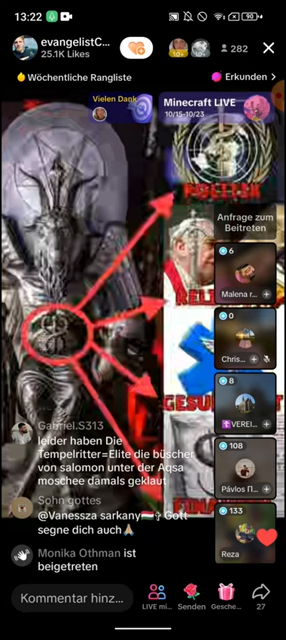 13:22
90
evangelistC...
25.1K Likes
282
Wöchentliche Rangliste
Erkunden >
Vielen Dank
Minecraft LIVE
10/15-10/23
POLITIK
Anfrage zum
Beitreten
6
Malena r...
0
Chris...
8
VEREI...
108
Pávlos Π...
133
Reza
Gabriel.S313
leider haben Die
Tempelritter=Elite die büscher
von salomon unter der Aqsa
moschee damals geklaut
Sohn gottes
@Vanessza sarkany🇭🇺✞ Gott
segne dich auch🙏🏼
Monika Othman ist
beigetreten
Kommentar hinz...
LIVE mi...
Senden
Gesche...
27